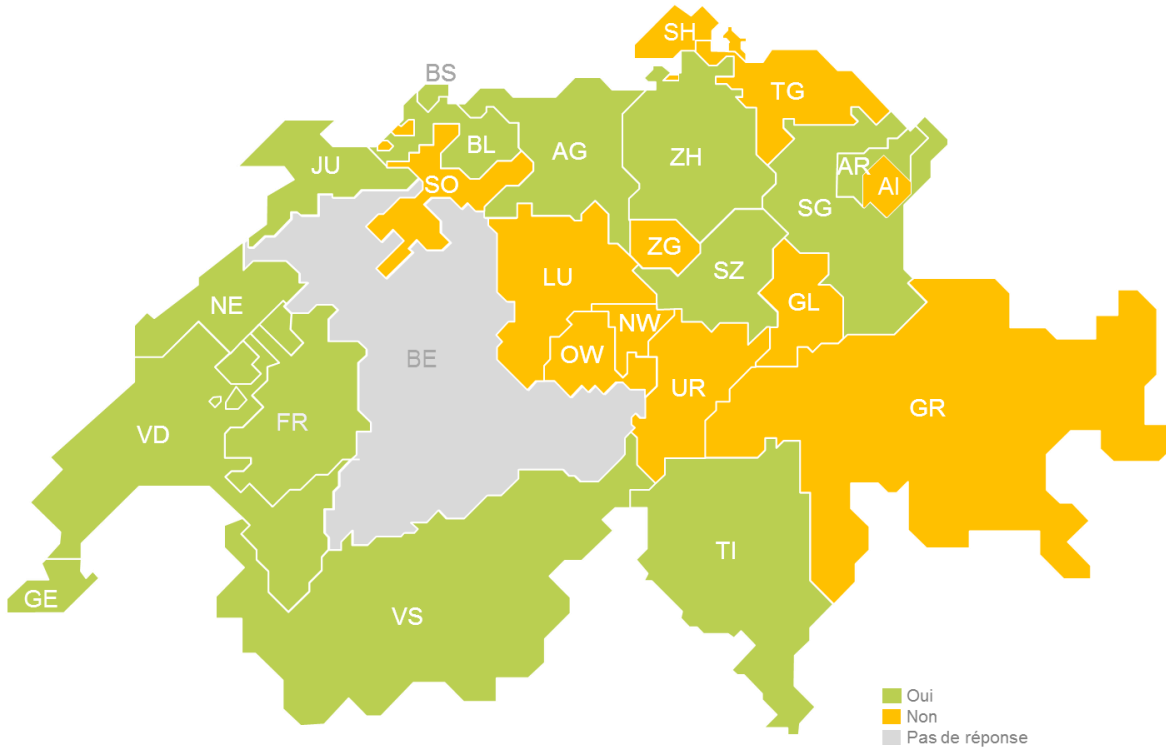 SH
BS
TG
JU
BL
AG
ZH
AR
AI
SO
SG
ZG
SZ
LU
NE
GL
NW
OW
BE
UR
GR
FR
VD
TI
GE
VS
Oui
Non
Pas de réponse